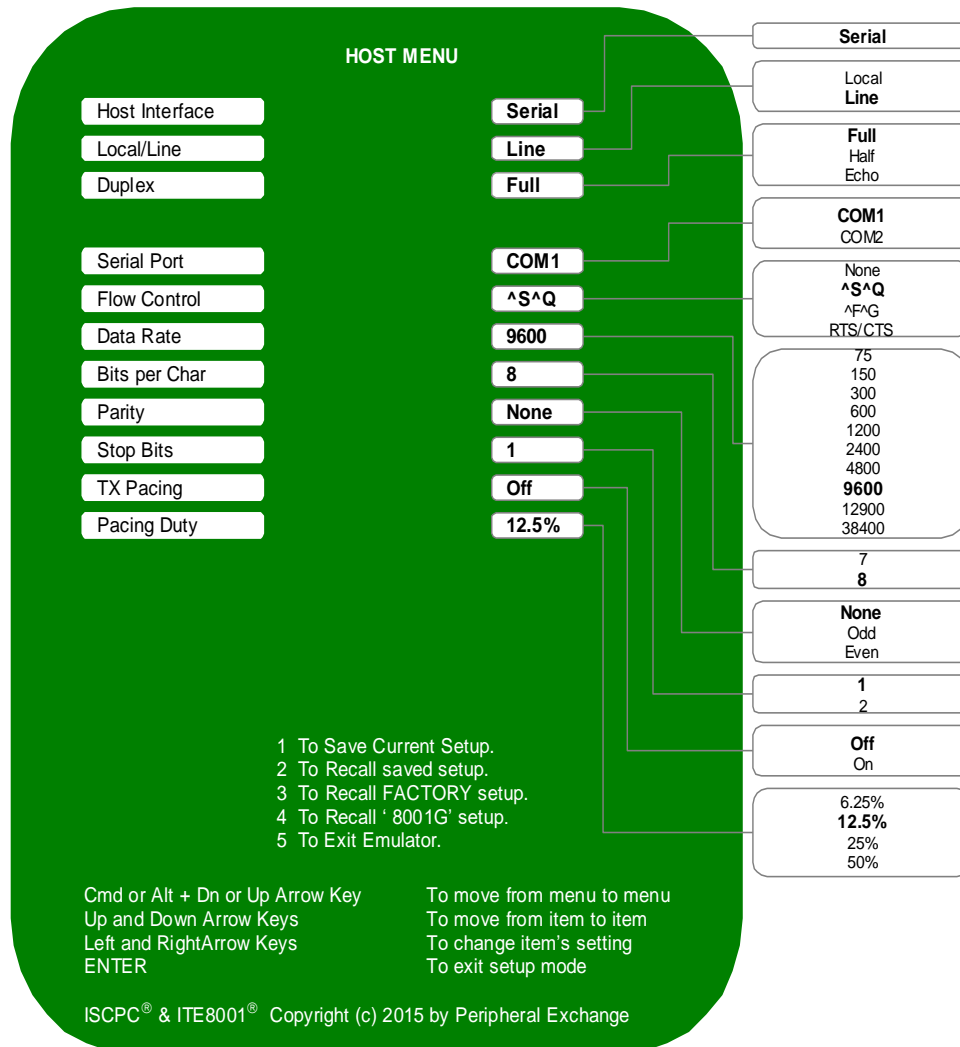 HOST MENU
Host Interface Serial
Local/Line Line
Duplex Full
Serial Port COM1
Flow Control ^S^Q
Data Rate 9600
Bits per Char 8
Parity None
Stop Bits 1
TX Pacing Off
Pacing Duty 12.5%
1 To Save Current Setup.
2 To Recall saved setup.
3 To Recall FACTORY setup.
4 To Recall ‘ 8001G’ setup.
5 To Exit Emulator.
Cmd or Alt + Dn or Up Arrow Key To move from menu to menu
Up and Down Arrow Keys To move from item to item
Left and RightArrow Keys To change item’s setting
ENTER To exit setup mode
ISCPC® & ITE8001® Copyright (c) 2015 by Peripheral Exchange
Serial
Local
Line
Full
Half
Echo
COM1
COM2
None
^S^Q
^F^G
RTS/CTS
75
150
300
600
1200
2400
4800
9600
12900
38400
7
8
None
Odd
Even
1
2
Off
On
6.25%
12.5%
25%
50%